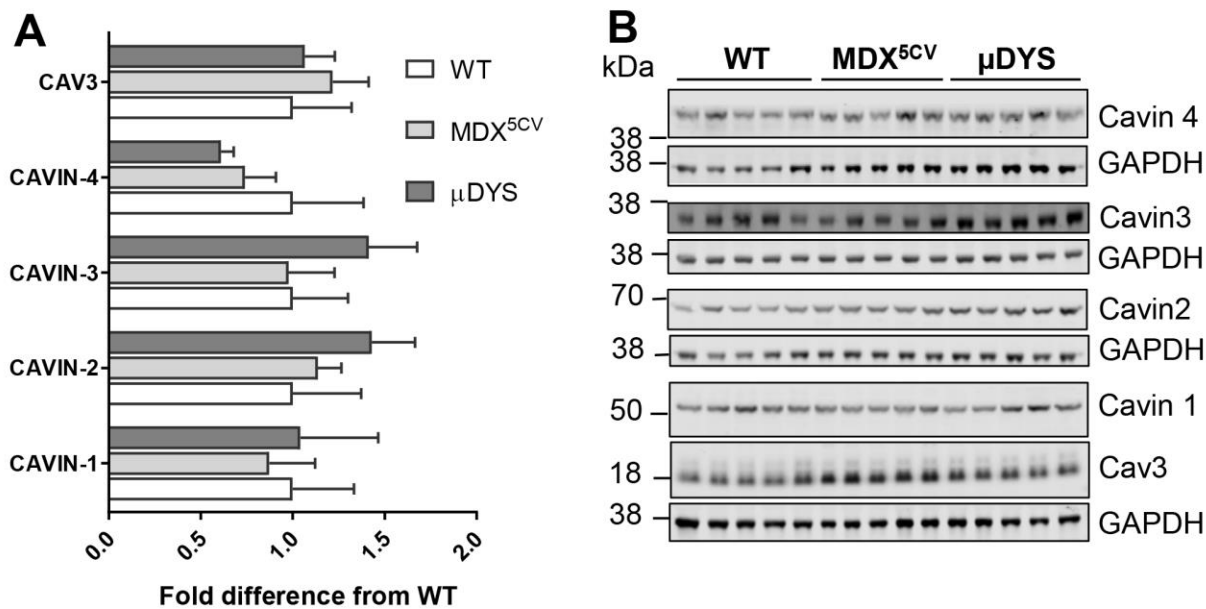 A
CAV3
CAVIN-4
CAVIN-3
CAVIN-2
CAVIN-1
0.0
0.5
1.0
1.5
2.0
Fold difference from WT
WT
MDX5CV
μDYS
B
kDa
WT MDX5CV μDYS
38
Cavin 4
38
GAPDH
38
Cavin3
38
GAPDH
70
Cavin2
38
GAPDH
50
Cavin 1
18
Cav3
38
GAPDH